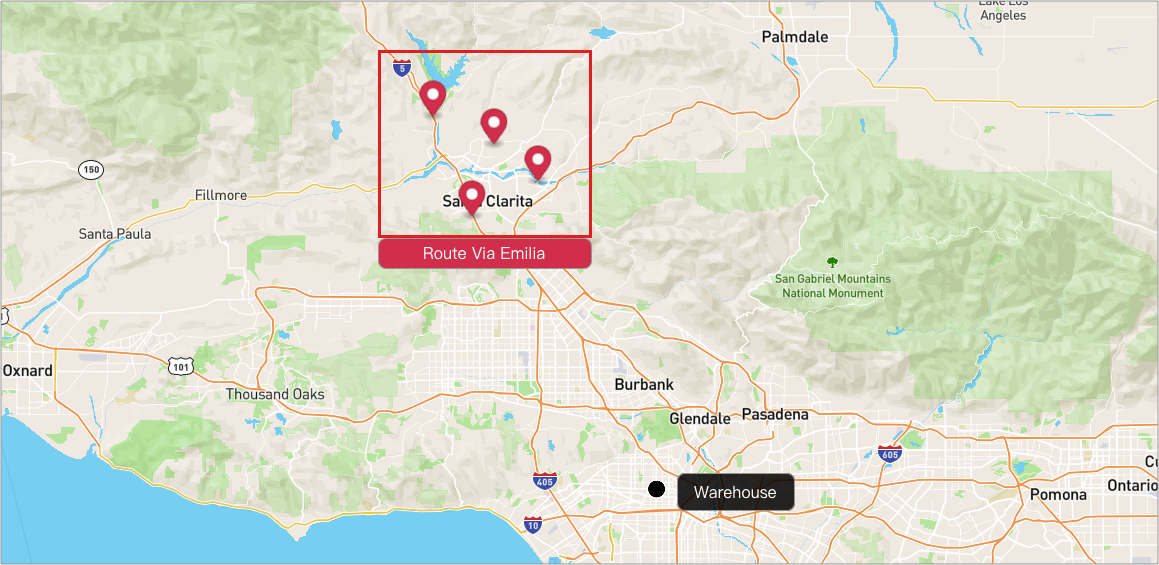 Lake Los
Angeles
Palmdale
5
150
Fillmore
Santa Clarita
Santa Paula
Route Via Emilia
San Gabriel Mountains
National Monument
101
Oxnard
Thousand Oaks
Burbank
Glendale
Pasadena
605
405
Warehouse
Pomona
Ontario
10